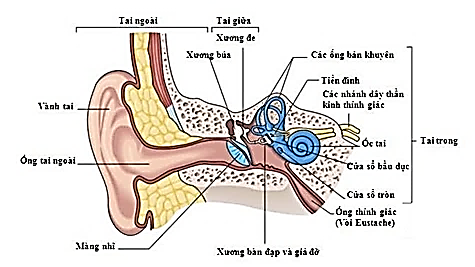 Tai ngoài
Tai giữa
Xương đe
Xương búa
Các ống bán khuyên
Tiền đình
Các nhánh dây thần
kinh thính giác
Vành tai
Ốc tai
Tai trong
Ống tai ngoài
Cửa sổ bầu dục
Cửa sổ tròn
Ống thính giác
(Vòi Eustache)
Màng nhĩ
Xương bàn đạp và giá đỡ